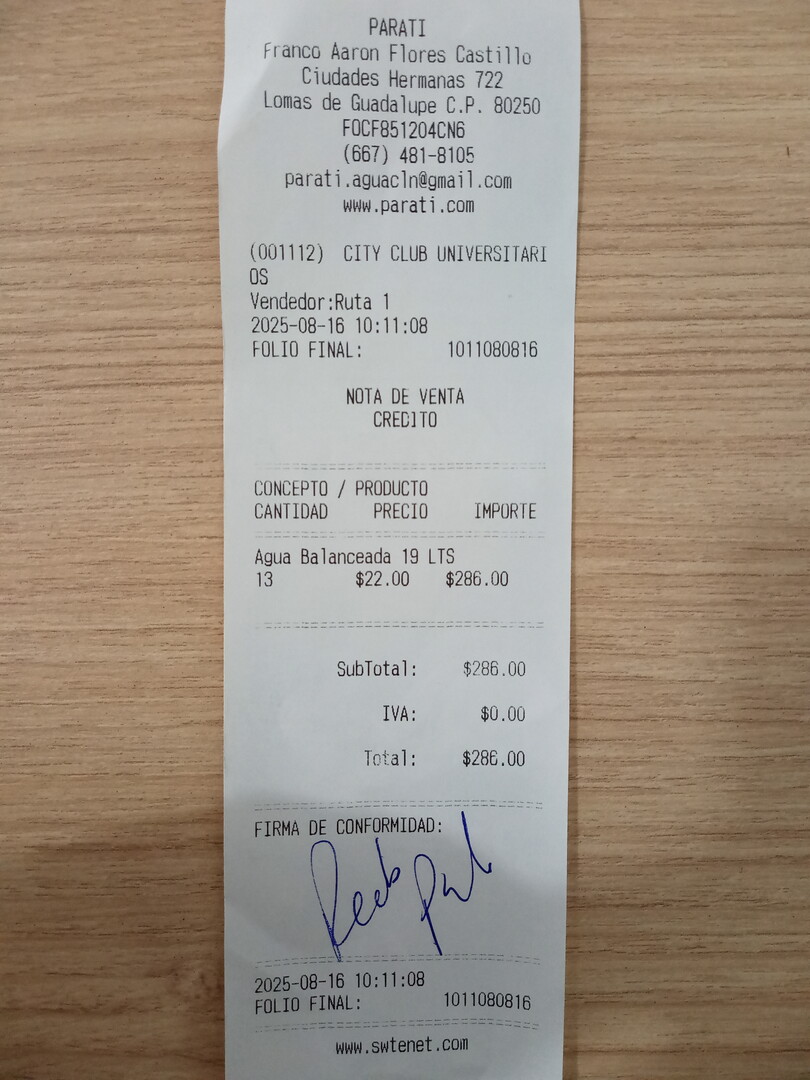 PARATI
Franco Aaron Flores Castillo
Ciudades Hermanas 722
Lomas de Guadalupe C.P. 80250
FOCF851204CN6
(667) 481-8105
parati.aguacln@gmail.com
www.parati.com
(001112) CITY CLUB UNIVERSITARI
OS
Vendedor:Ruta 1
2025-08-16 10:11:08
FOLIO FINAL: 1011080816
NOTA DE VENTA
CREDITO
CONCEPTO / PRODUCTO
CANTIDAD PRECIO IMPORTE
Agua Balanceada 19 LTS
13 $22.00 $286.00
SubTotal: $286.00
IVA: $0.00
Total: $286.00
FIRMA DE CONFORMIDAD:
2025-08-16 10:11:08
FOLIO FINAL: 1011080816
www.swtenet.com